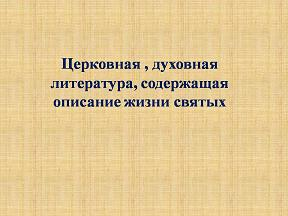 Церковная , духовная
литература, содержащая
описание жизни святых